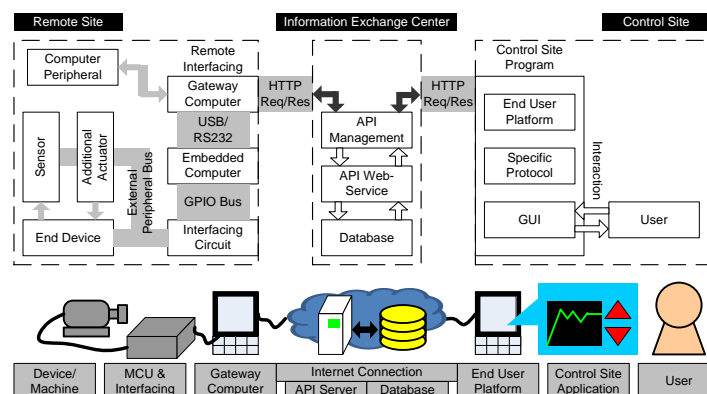 Remote Site
Information Exchange Center
Control Site
Computer
Peripheral
Remote
Interfacing
Gateway
Computer
HTTP
Req/Res
HTTP
Req/Res
Control Site
Program
USB/
RS232
API
Management
End User
Platform
Sensor
Additional
Actuator
Embedded
Computer
API Web-
Service
Specific
Protocol
External
Peripheral Bus
GPIO Bus
Interaction
End Device
Interfacing
Circuit
Database
GUI
User
Device/
Machine
MCU &
Interfacing
Gateway
Computer
Internet Connection
API Server
Database
End User
Platform
Control Site
Application
User